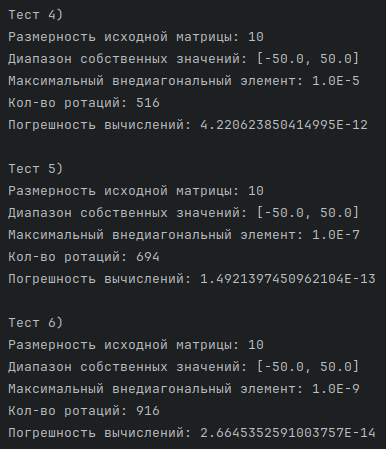 Тест 4)
Размерность исходной матрицы: 10
Диапазон собственных значений: [-50.0, 50.0]
Максимальный внедиагональный элемент: 1.0E-5
Кол-во ротаций: 516
Погрешность вычислений: 4.220623850414995E-12

Тест 5)
Размерность исходной матрицы: 10
Диапазон собственных значений: [-50.0, 50.0]
Максимальный внедиагональный элемент: 1.0E-7
Кол-во ротаций: 694
Погрешность вычислений: 1.4921397450962104E-13

Тест 6)
Размерность исходной матрицы: 10
Диапазон собственных значений: [-50.0, 50.0]
Максимальный внедиагональный элемент: 1.0E-9
Кол-во ротаций: 916
Погрешность вычислений: 2.6645352591003757E-14